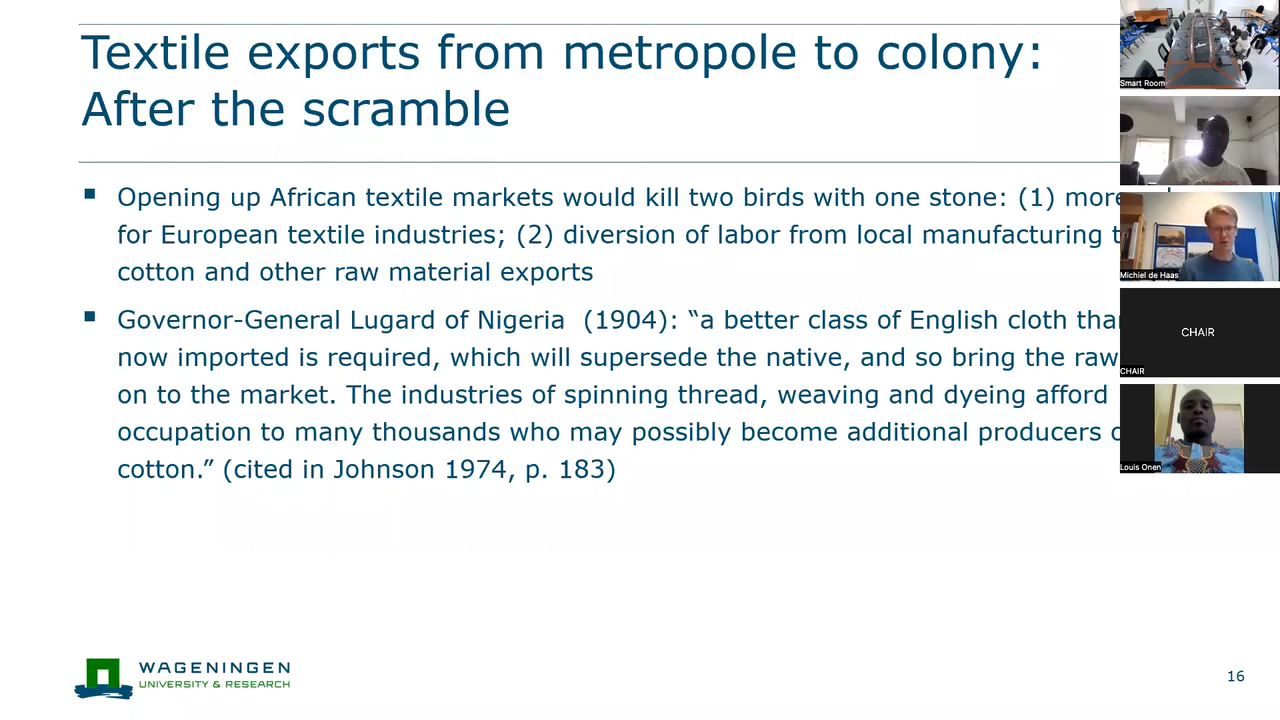 Textile exports from metropole to colony:
After the scramble
Opening up African textile markets would kill two birds with one stone: (1) more
for European textile industries; (2) diversion of labor from local manufacturing
cotton and other raw material exports
Governor-General Lugard of Nigeria (1904): “a better class of English cloth
now imported is required, which will supersede the native, and so bring the raw
on to the market. The industries of spinning thread, weaving and dyeing afford
occupation to many thousands who may possibly become additional producers
cotton.” (cited in Johnson 1974, p. 183)
WAGENINGEN
UNIVERSITY & RESEARCH
16
Smart Room
Michiel de Haas
CHAIR
CHAIR
Louis Onen